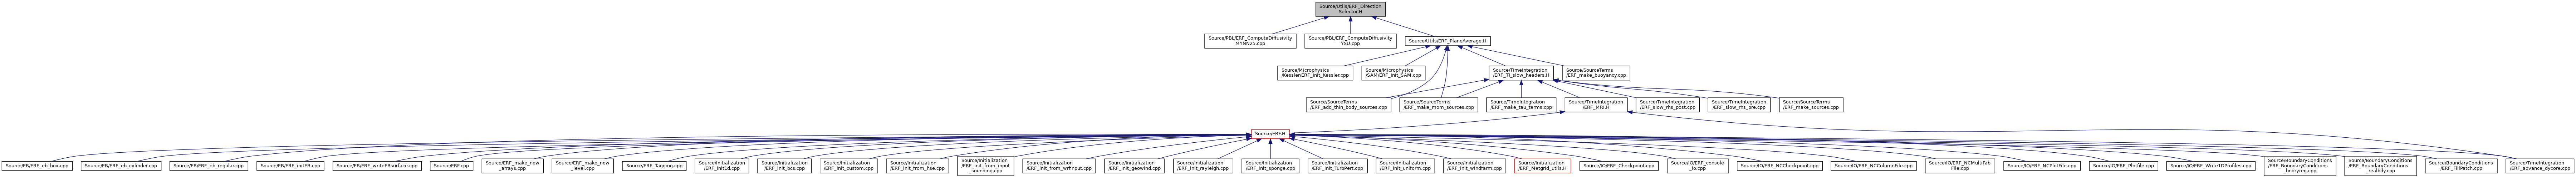 Source/Utils/ERF_Direction
Selector.H
Source/PBL/ERF_ComputeDiffusivity
MYNN25.cpp
Source/PBL/ERF_ComputeDiffusivity
YSU.cpp
Source/Utils/ERF_PlaneAverage.H
Source/Microphysics
/Kessler/ERF_Init_Kessler.cpp
Source/Microphysics
/SAM/ERF_Init_SAM.cpp
Source/TimeIntegration
/ERF_TI_slow_headers.H
Source/SourceTerms
/ERF_make_buoyancy.cpp
Source/SourceTerms
/ERF_add_thin_body_sources.cpp
Source/SourceTerms
/ERF_make_mom_sources.cpp
Source/TimeIntegration
/ERF_make_tau_terms.cpp
Source/TimeIntegration
/ERF_MRI.H
Source/TimeIntegration
/ERF_slow_rhs_post.cpp
Source/TimeIntegration
/ERF_slow_rhs_pre.cpp
Source/SourceTerms
/ERF_make_sources.cpp
Source/ERF.H
Source/EB/ERF_eb_box.cpp
Source/EB/ERF_eb_cylinder.cpp
Source/EB/ERF_eb_regular.cpp
Source/EB/ERF_initEB.cpp
Source/EB/ERF_writeEBsurface.cpp
Source/ERF.cpp
Source/ERF_make_new
_arrays.cpp
Source/ERF_make_new
_level.cpp
Source/ERF_Tagging.cpp
Source/Initialization
/ERF_init1d.cpp
Source/Initialization
/ERF_init_bcs.cpp
Source/Initialization
/ERF_init_custom.cpp
Source/Initialization
/ERF_init_from_hse.cpp
Source/Initialization
/ERF_init_from_input
_sounding.cpp
Source/Initialization
/ERF_init_from_wrfinput.cpp
Source/Initialization
/ERF_init_geowind.cpp
Source/Initialization
/ERF_init_rayleigh.cpp
Source/Initialization
/ERF_init_sponge.cpp
Source/Initialization
/ERF_init_TurbPert.cpp
Source/Initialization
/ERF_init_uniform.cpp
Source/Initialization
/ERF_init_windfarm.cpp
Source/Initialization
/ERF_Metgrid_utils.H
Source/IO/ERF_Checkpoint.cpp
Source/IO/ERF_console
_io.cpp
Source/IO/ERF_NCCheckpoint.cpp
Source/IO/ERF_NCColumnFile.cpp
Source/IO/ERF_NCMultiFab
File.cpp
Source/IO/ERF_NCPlotFile.cpp
Source/IO/ERF_Plotfile.cpp
Source/IO/ERF_Write1DProfiles.cpp
Source/BoundaryConditions
/ERF_BoundaryConditions
_bndryreg.cpp
Source/BoundaryConditions
/ERF_BoundaryConditions
_realbdy.cpp
Source/BoundaryConditions
/ERF_FillPatch.cpp
Source/TimeIntegration
/ERF_advance_dycore.cpp